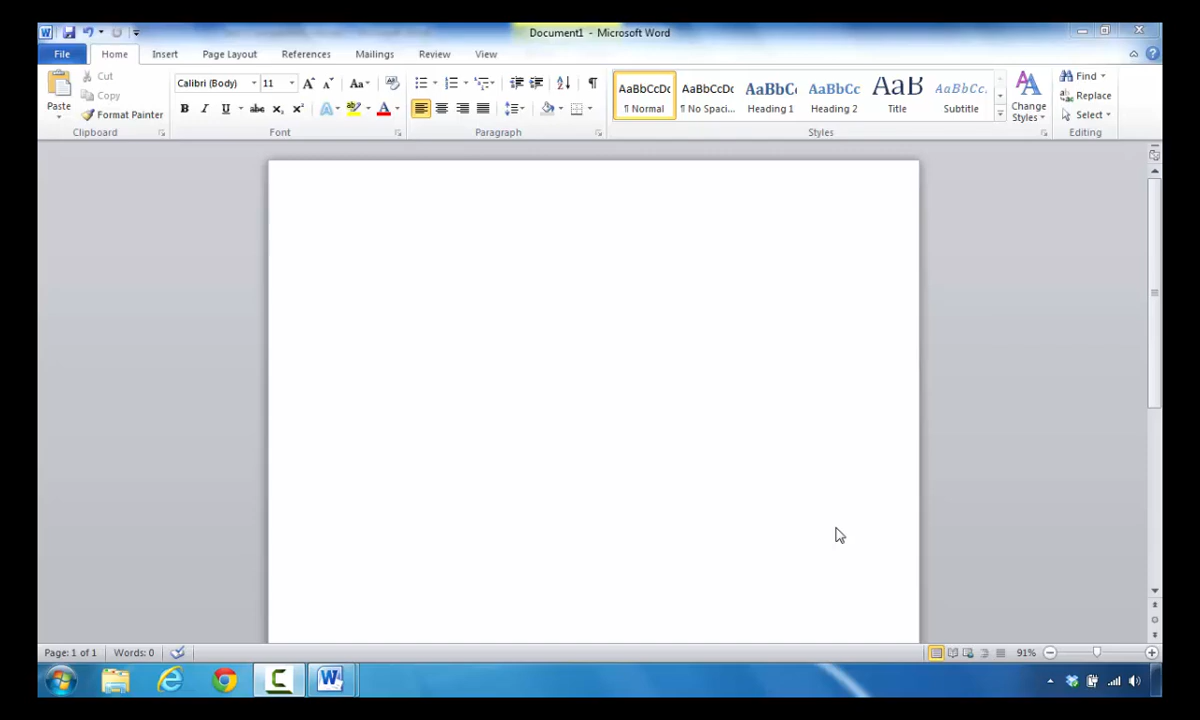 Document1 - Microsoft Word
File Home Insert Page Layout References Mailings Review View
Paste
Cut
Copy
Format Painter
Clipboard
Calibri (Body) 11
Font
Paragraph
AaBbCcDc AaBbCcDc AaBbC AaBbCc AaB AaBbCc.
¶ Normal ¶ No Spaci... Heading 1 Heading 2 Title Subtitle
Change
Styles
Styles
Find
Replace
Select
Editing
Page: 1 of 1 Words: 0 91%